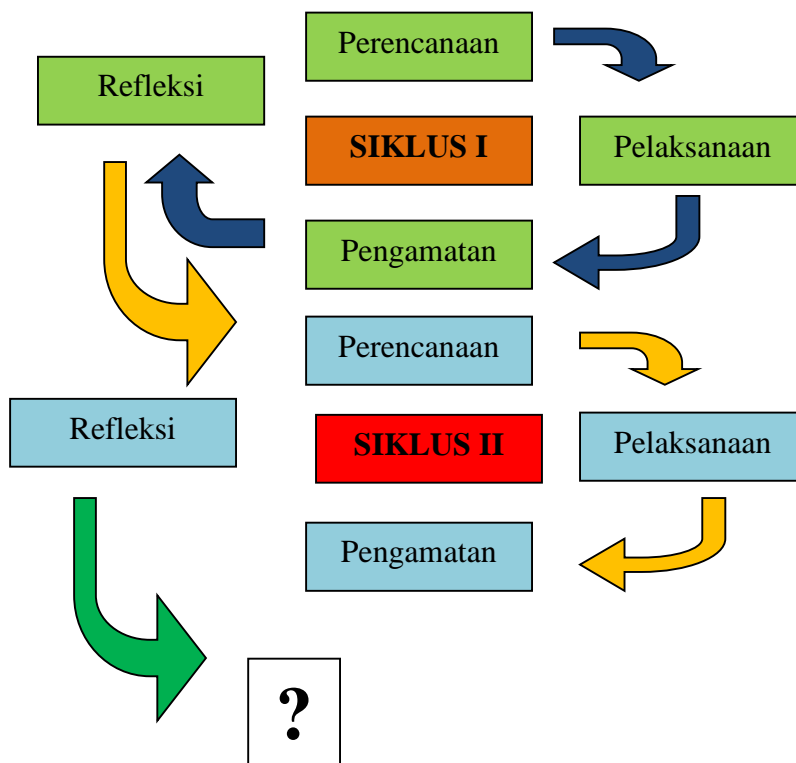 Perencanaan
Refleksi
SIKLUS I
Pelaksanaan
Pengamatan
Perencanaan
Refleksi
SIKLUS II
Pelaksanaan
Pengamatan
?